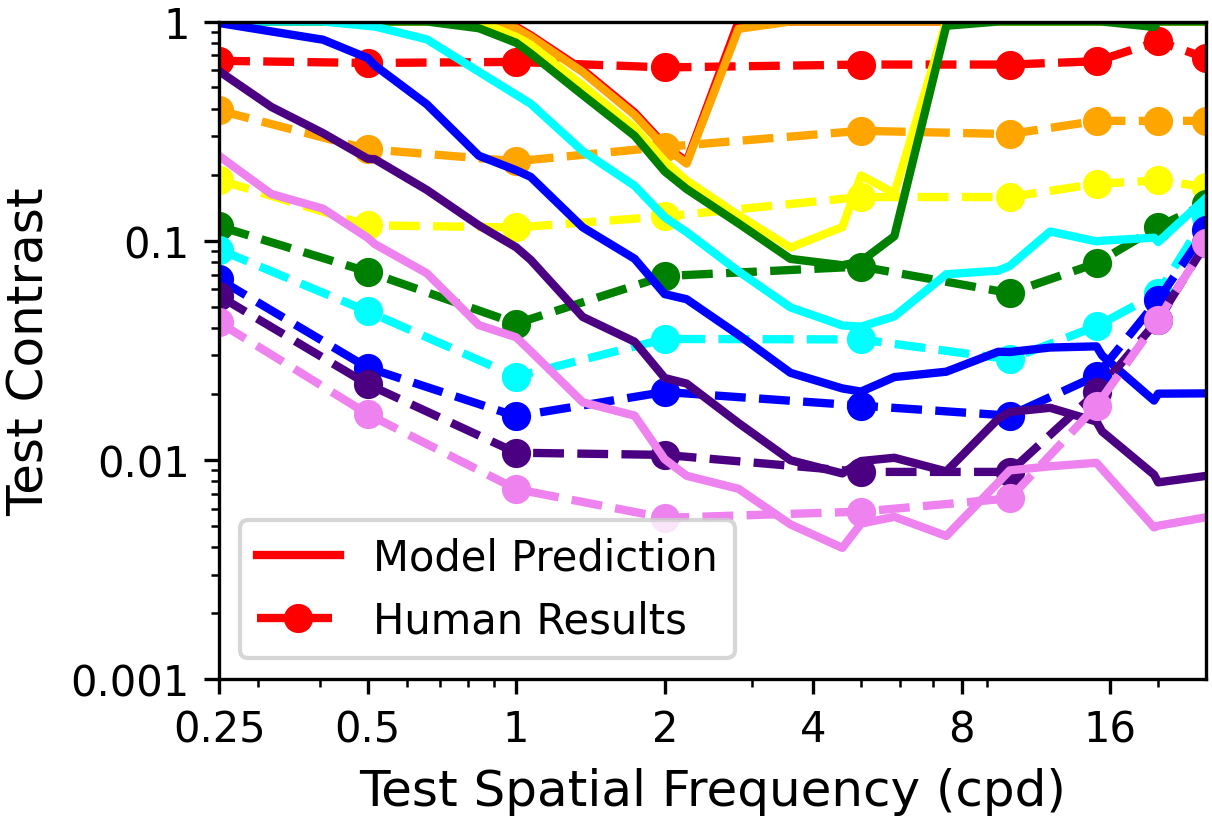 1
0.1
0.01
0.001
Test Contrast
Model Prediction
Human Results
0.25 0.5 1 2 4 8 16
Test Spatial Frequency (cpd)